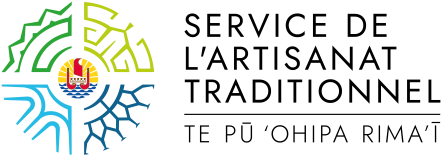 SERVICE DE
L'ARTISANAT
TRADITIONNEL
TE PŪ ‘OHIPA RIMA’Ī